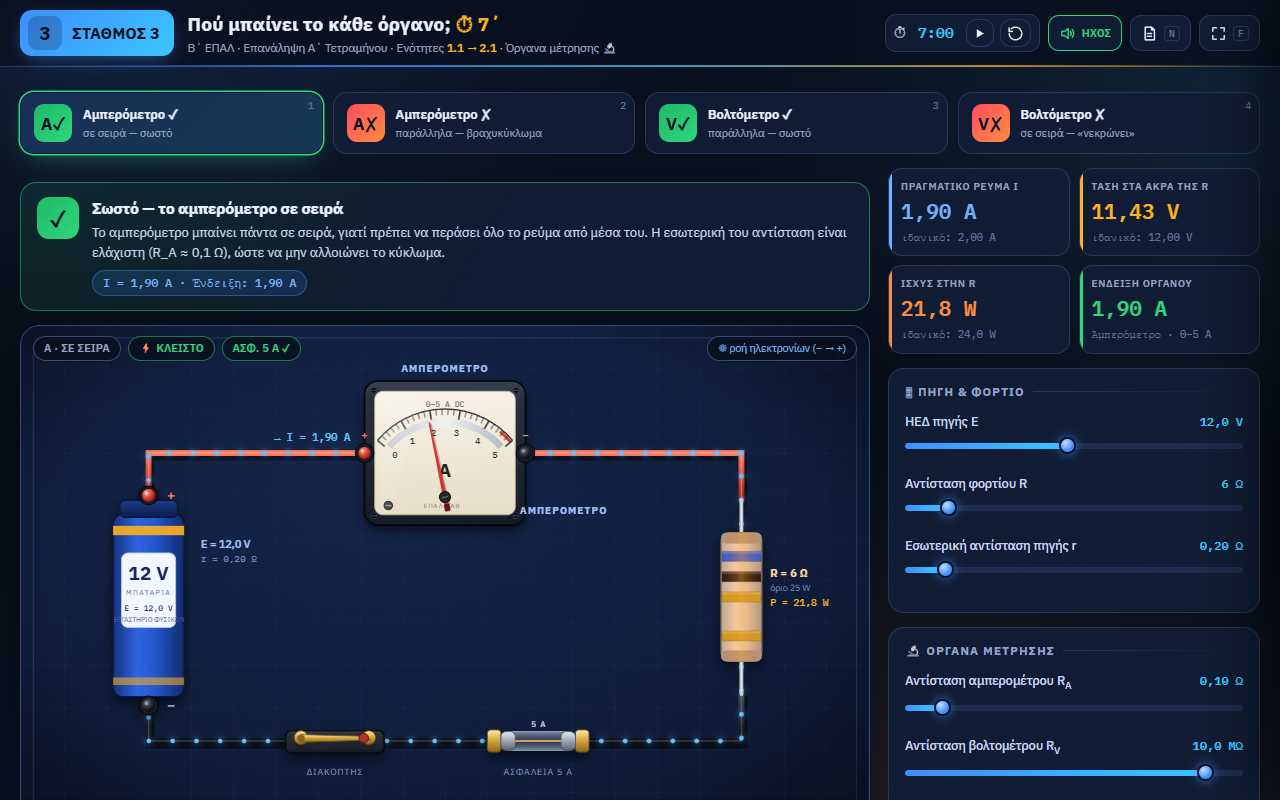 3 ΣΤΑΘΜΟΣ 3
Πού μπαίνει το κάθε όργανο; ⏱ 7΄
Β΄ ΕΠΑΛ · Επανάληψη Α΄ Τετραμήνου · Ενότητες 1.1 → 2.1 · Όργανα μέτρησης 🔬
⏱ 7:00
ΗΧΟΣ
N
F
A✓ Αμπερόμετρο ✓ 1
σε σειρά — σωστό
A✗ Αμπερόμετρο ✗ 2
παράλληλα — βραχυκύκλωμα
V✓ Βολτόμετρο ✓ 3
παράλληλα — σωστό
V✗ Βολτόμετρο ✗ 4
σε σειρά — «νεκρώνει»
✓ Σωστό — το αμπερόμετρο σε σειρά
Το αμπερόμετρο μπαίνει πάντα σε σειρά, γιατί πρέπει να περάσει όλο το ρεύμα από μέσα του. Η εσωτερική του αντίσταση είναι
ελάχιστη (R_A ≈ 0,1 Ω), ώστε να μην αλλοιώνει το κύκλωμα.
I = 1,90 A · Ένδειξη: 1,90 A
ΠΡΑΓΜΑΤΙΚΟ ΡΕΥΜΑ I
1,90 A
ιδανικό: 2,00 A
ΤΑΣΗ ΣΤΑ ΑΚΡΑ ΤΗΣ R
11,43 V
ιδανικό: 12,00 V
ΙΣΧΥΣ ΣΤΗΝ R
21,8 W
ιδανικό: 24,0 W
ΕΝΔΕΙΞΗ ΟΡΓΑΝΟΥ
1,90 A
Αμπερόμετρο · 0–5 A
A · ΣΕ ΣΕΙΡΑ
ΚΛΕΙΣΤΟ
ΑΣΦ. 5 A ✓
ροή ηλεκτρονίων (− → +)
ΑΜΠΕΡΟΜΕΤΡΟ
0–5 A DC
0 1 2 3 4 5
A
→ I = 1,90 A
+
−
ΑΜΠΕΡΟΜΕΤΡΟ
+
E = 12,0 V
r = 0,20 Ω
12 V
ΜΠΑΤΑΡΙΑ
E = 12,0 V
−
R = 6 Ω
όριο 25 W
P = 21,8 W
5 A
ΔΙΑΚΟΠΤΗΣ
ΑΣΦΑΛΕΙΑ 5 A
ΠΗΓΗ & ΦΟΡΤΙΟ
ΗΕΔ πηγής E 12,0 V
Αντίσταση φορτίου R 6 Ω
Εσωτερική αντίσταση πηγής r 0,20 Ω
🔬 ΟΡΓΑΝΑ ΜΕΤΡΗΣΗΣ
Αντίσταση αμπερομέτρου RA 0,10 Ω
Αντίσταση βολτομέτρου RV 10,0 MΩ